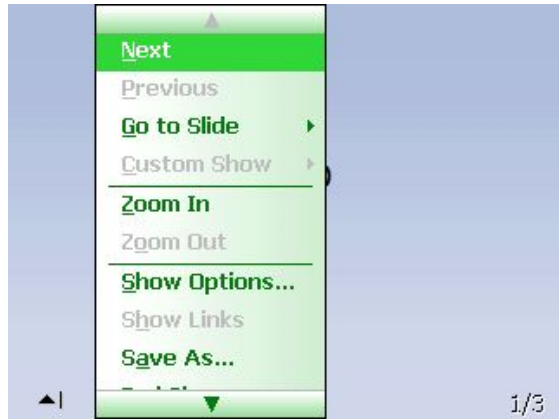 Next
Previous
Go to Slide
Custom Show
Zoom In
Zoom Out
Show Options...
Show Links
Save As...
1/3